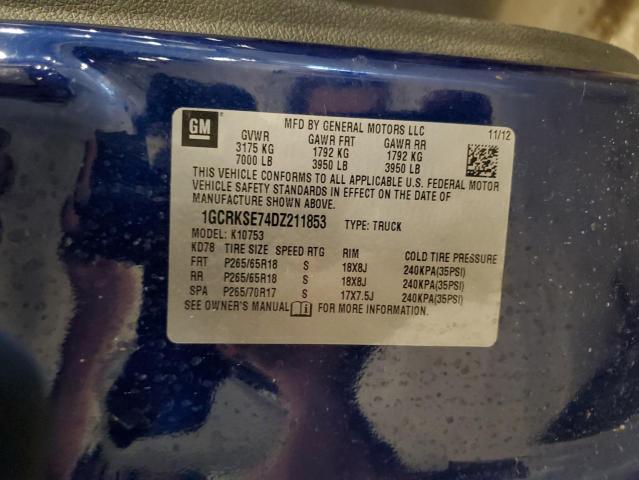 GM
MFD BY GENERAL MOTORS LLC
11/12
GVWR GAWR FRT GAWR RR
3175 KG 1792 KG 1792 KG
7000 LB 3950 LB 3950 LB
THIS VEHICLE CONFORMS TO ALL APPLICABLE U.S. FEDERAL MOTOR
VEHICLE SAFETY STANDARDS IN EFFECT ON THE DATE OF
MANUFACTURE SHOWN ABOVE.
1GCRKSE74DZ211853 TYPE: TRUCK
MODEL: K10753
KD78 TIRE SIZE SPEED RTG RIM COLD TIRE PRESSURE
FRT P265/65R18 S 18X8J 240KPA(35PSI)
RR P265/65R18 S 18X8J 240KPA(35PSI)
SPA P265/70R17 S 17X7.5J 240KPA(35PSI)
SEE OWNER'S MANUAL FOR MORE INFORMATION.